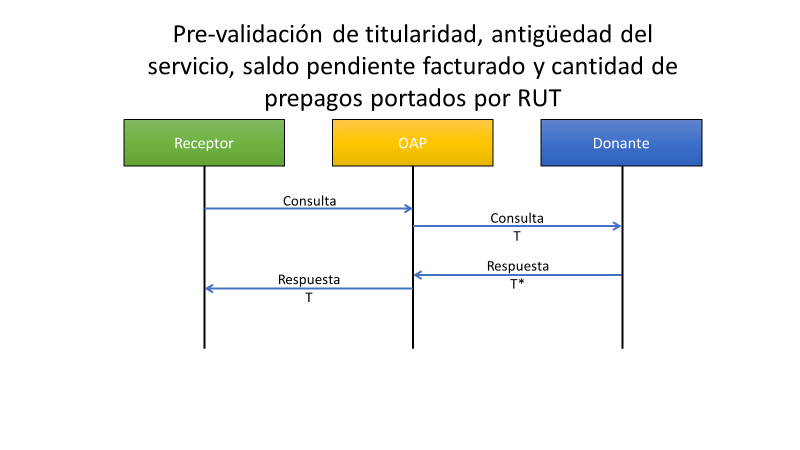 Pre-validación de titularidad, antigüedad del
servicio, saldo pendiente facturado y cantidad de
prepagos portados por RUT
Receptor
OAP
Donante
Consulta
Consulta
T
Respuesta
T*
Respuesta
T